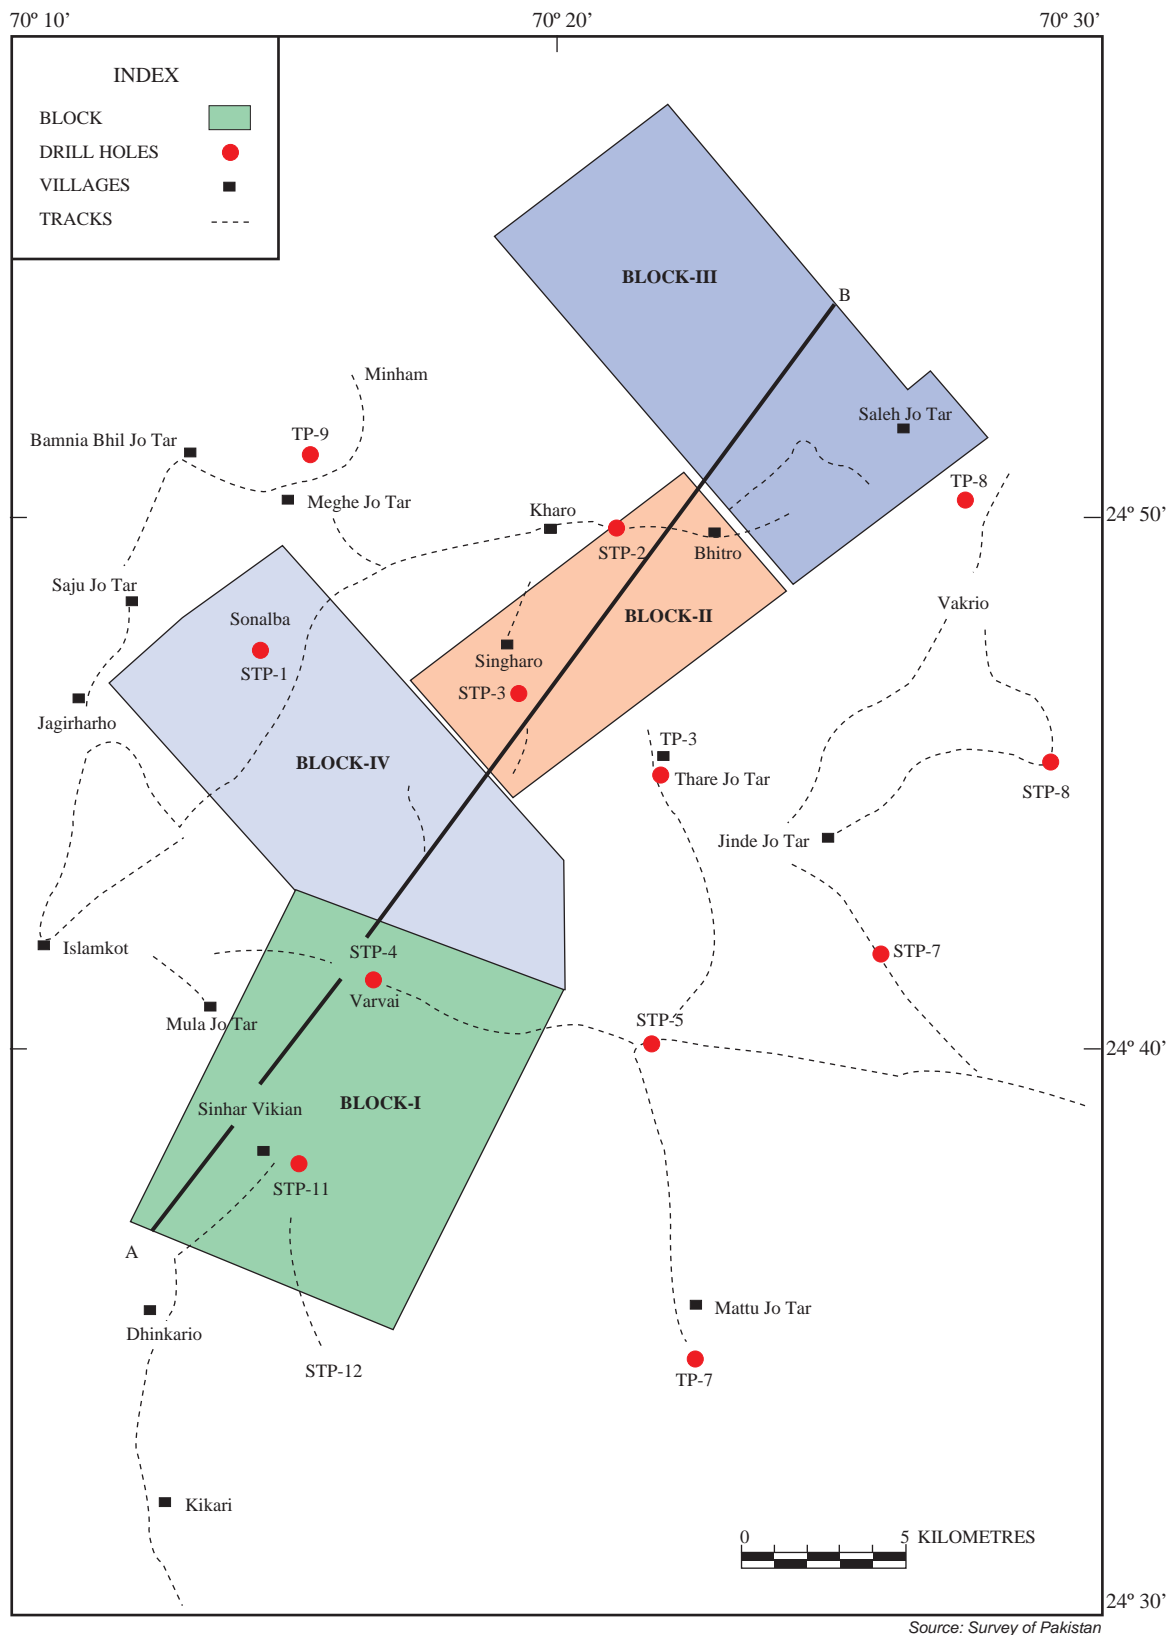 70º 10’
70º 20’
70º 30’
INDEX
BLOCK
DRILL HOLES
VILLAGES
TRACKS
BLOCK-III
B
Minham
Saleh Jo Tar
Bamnia Bhil Jo Tar
TP-9
TP-8
Meghe Jo Tar
Kharo
24º 50’
STP-2
Bhitro
Saju Jo Tar
Vakrio
Sonalba
BLOCK-II
Singharo
STP-1
STP-3
Jagirharho
TP-3
BLOCK-IV
Thare Jo Tar
STP-8
Jinde Jo Tar
Islamkot
STP-4
STP-7
Varvai
Mula Jo Tar
STP-5
24º 40’
Sinhar Vikian
BLOCK-I
STP-11
A
Mattu Jo Tar
Dhinkario
STP-12
TP-7
Kikari
0 5 KILOMETRES
24º 30’
Source: Survey of Pakistan